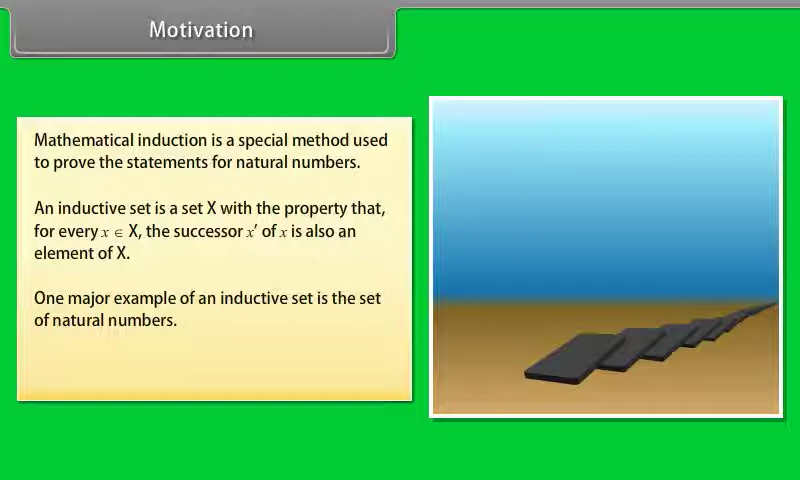 Motivation
Mathematical induction is a special method used
to prove the statements for natural numbers.
An inductive set is a set X with the property that,
for every x ∈ X, the successor x′ of x is also an
element of X.
One major example of an inductive set is the set
of natural numbers.